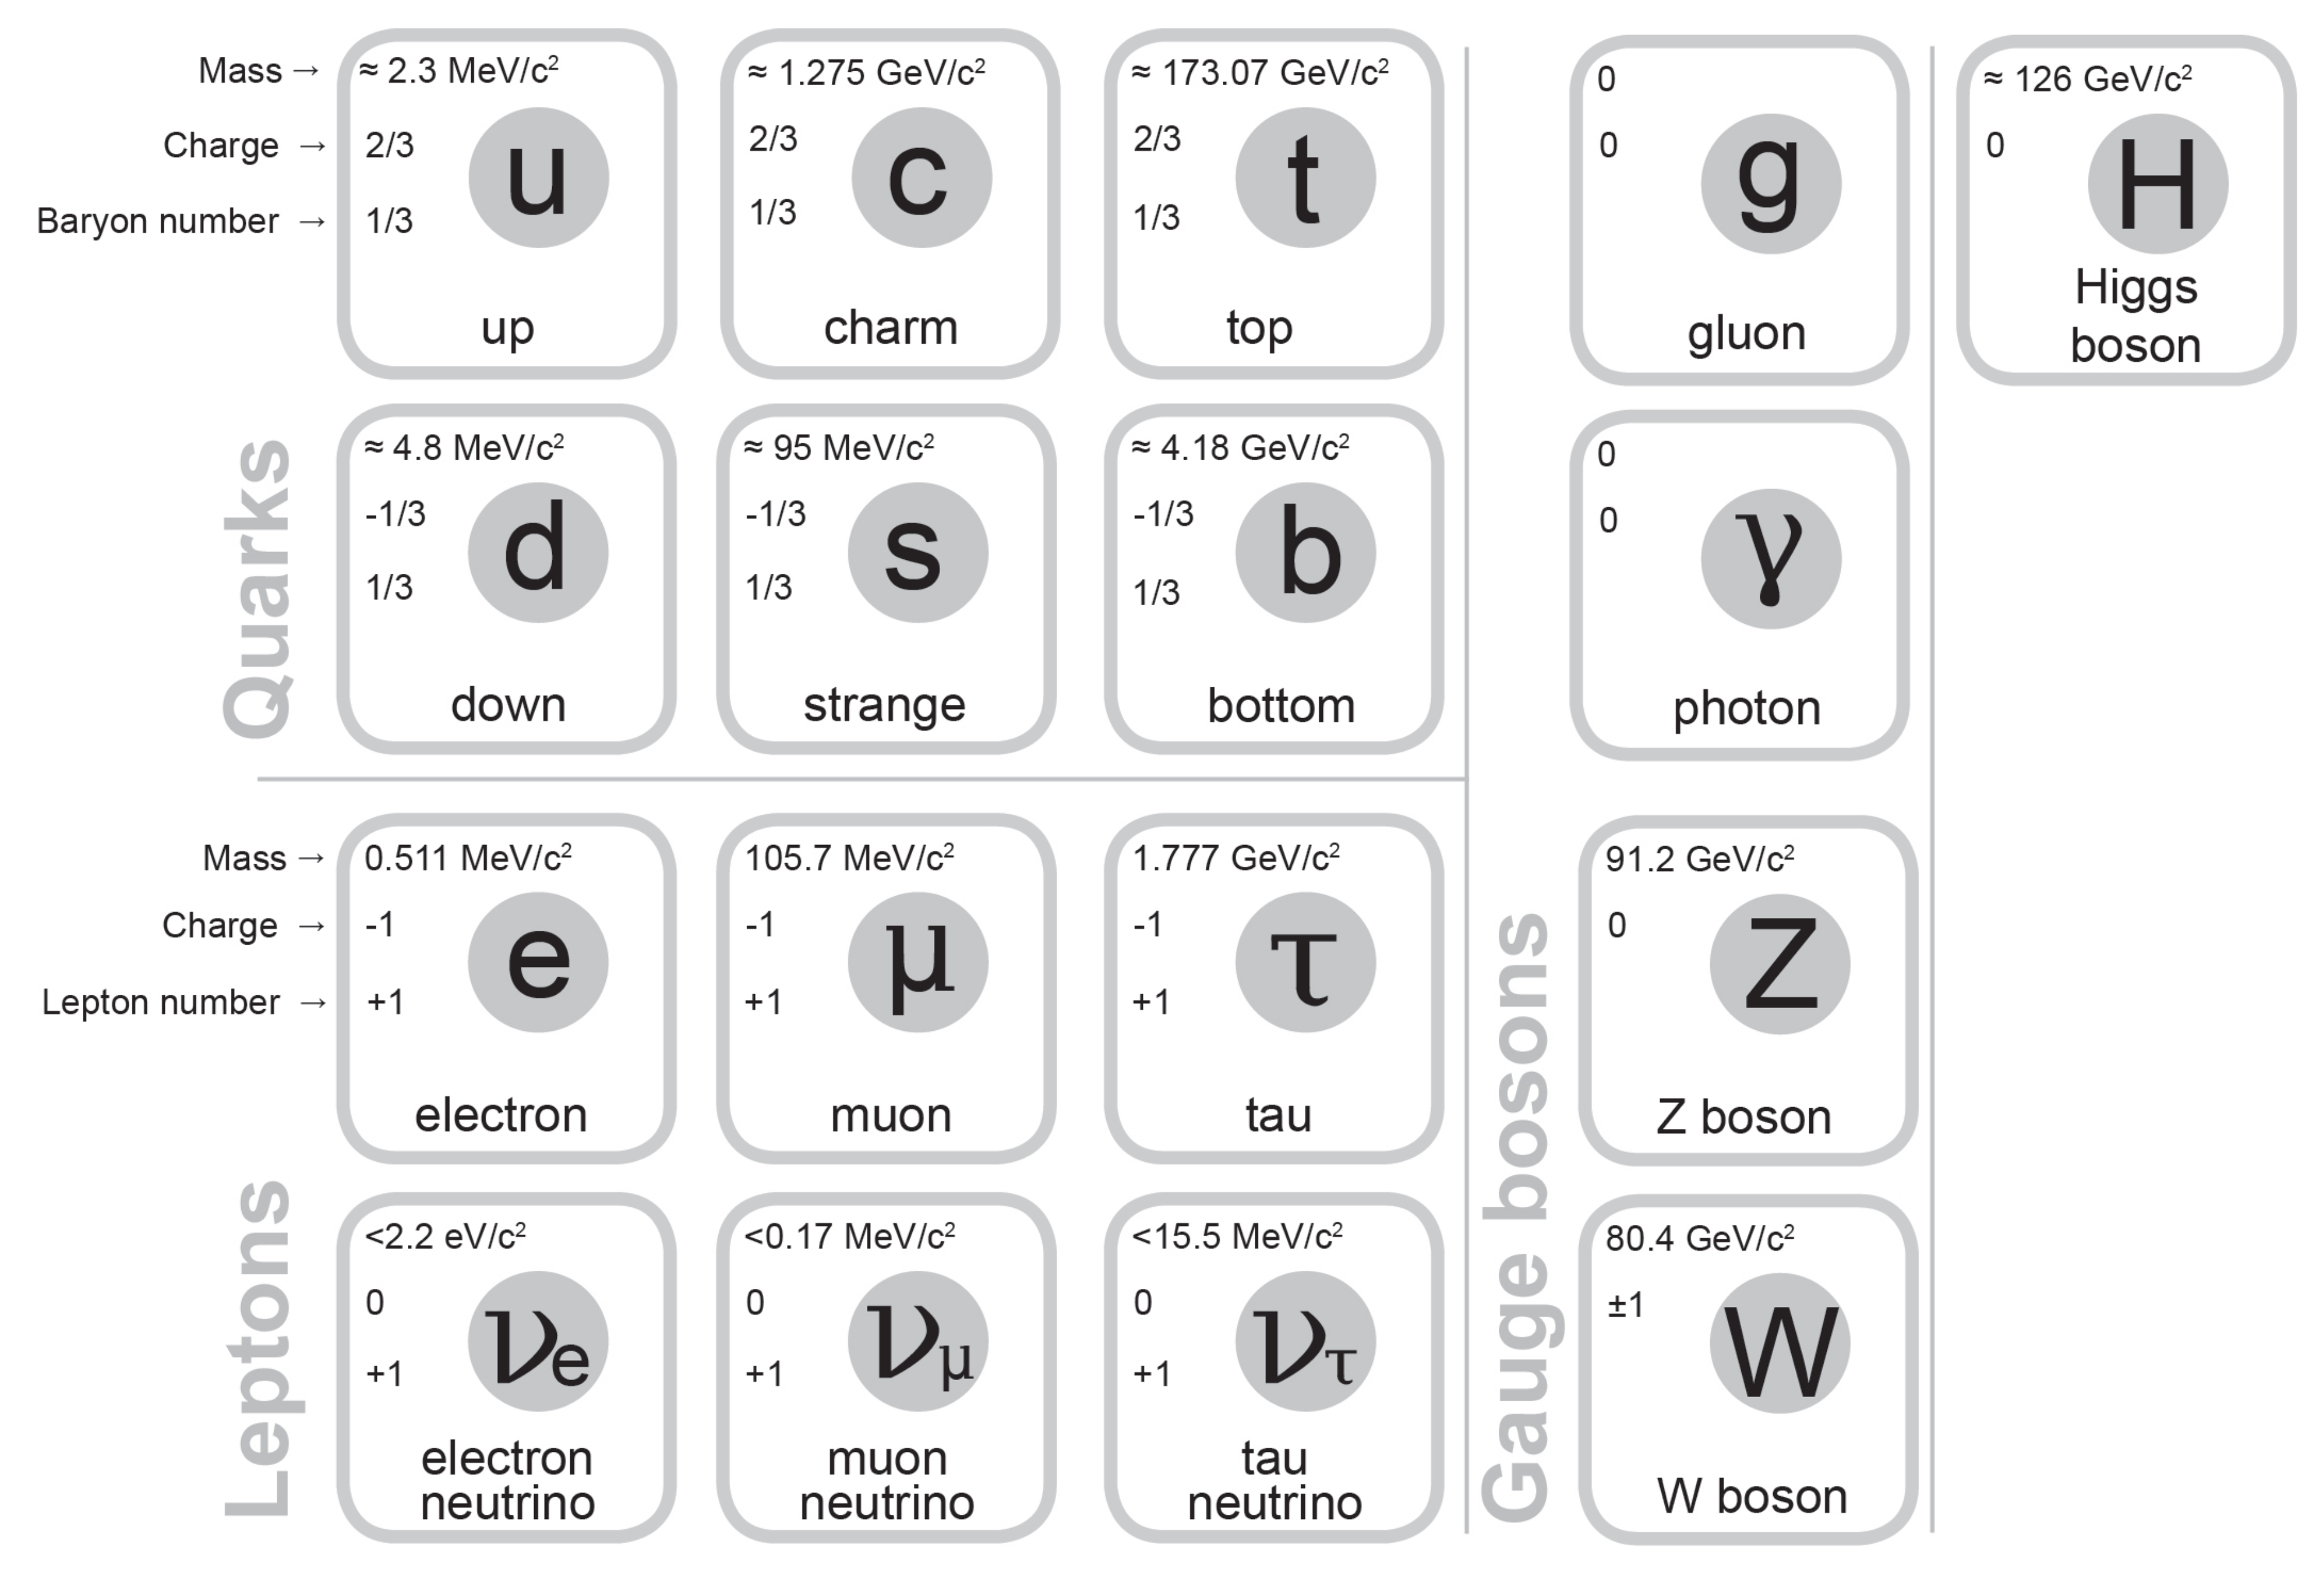 Mass →
≈ 2.3 MeV/c²
Charge →
2/3
u
Baryon number →
1/3
up
≈ 1.275 GeV/c²
2/3
c
1/3
charm
≈ 173.07 GeV/c²
2/3
t
1/3
top
0
0
g
gluon
≈ 126 GeV/c²
0
H
Higgs
boson
Quarks
≈ 4.8 MeV/c²
-1/3
d
1/3
down
≈ 95 MeV/c²
-1/3
s
1/3
strange
≈ 4.18 GeV/c²
-1/3
b
1/3
bottom
0
0
γ
photon
Mass →
0.511 MeV/c²
Charge →
-1
e
Lepton number →
+1
electron
105.7 MeV/c²
-1
μ
+1
muon
1.777 GeV/c²
-1
τ
+1
tau
Gauge bosons
91.2 GeV/c²
0
Z
Z boson
Leptons
<2.2 eV/c²
0
νe
+1
electron
neutrino
<0.17 MeV/c²
0
νμ
+1
muon
neutrino
<15.5 MeV/c²
0
ντ
+1
tau
neutrino
80.4 GeV/c²
±1
W
W boson